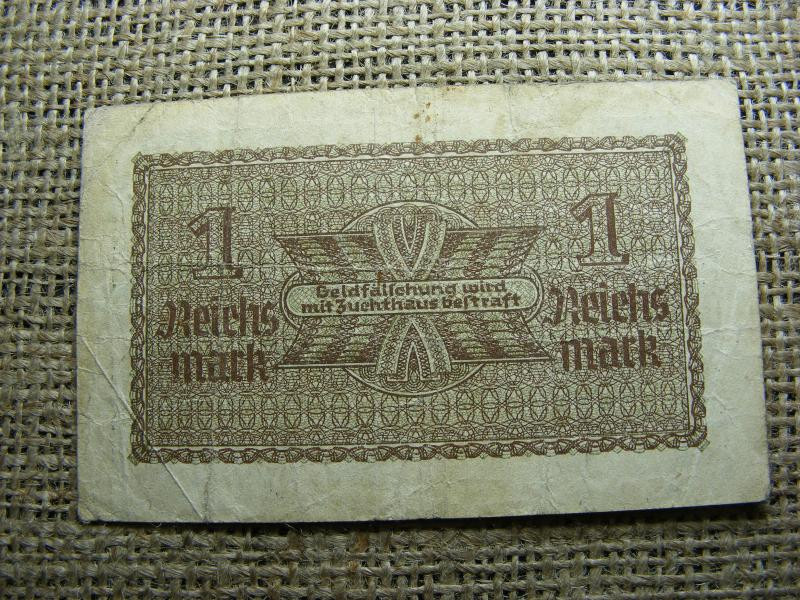 1
Reichs
mark
Geldfälschung wird
mit Zuchthaus bestraft
1
Reichs
mark